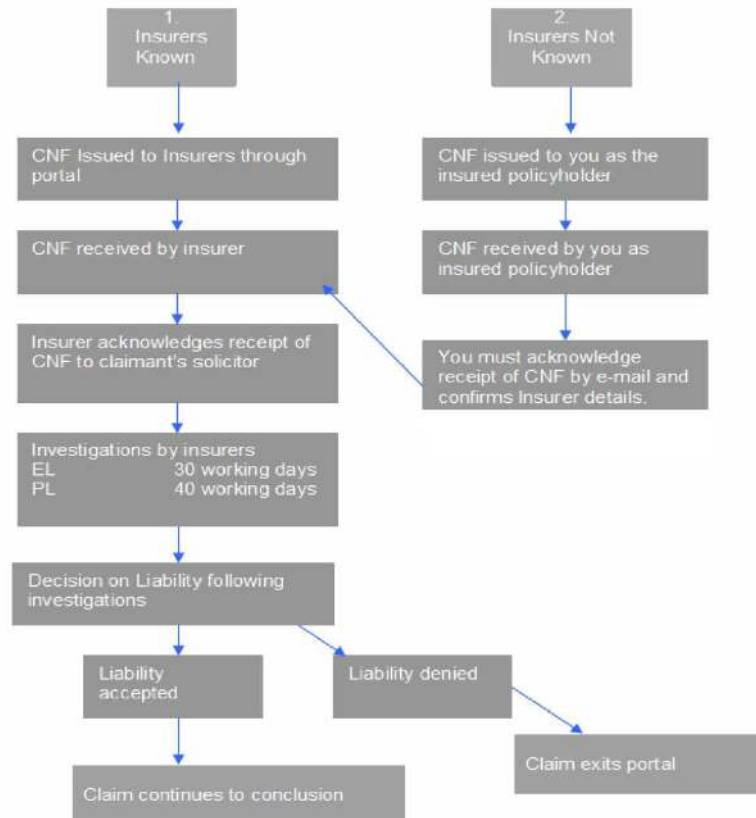 1.
Insurers
Known
2.
Insurers Not
Known
CNF Issued to Insurers through
portal
CNF issued to you as the
insured policyholder
CNF received by insurer
CNF received by you as
insured policyholder
Insurer acknowledges receipt of
CNF to claimant's solicitor
You must acknowledge
receipt of CNF by e-mail and
confirms Insurer details.
Investigations by insurers
EL 30 working days
PL 40 working days
Decision on Liability following
investigations
Liability
accepted
Liability denied
Claim exits portal
Claim continues to conclusion